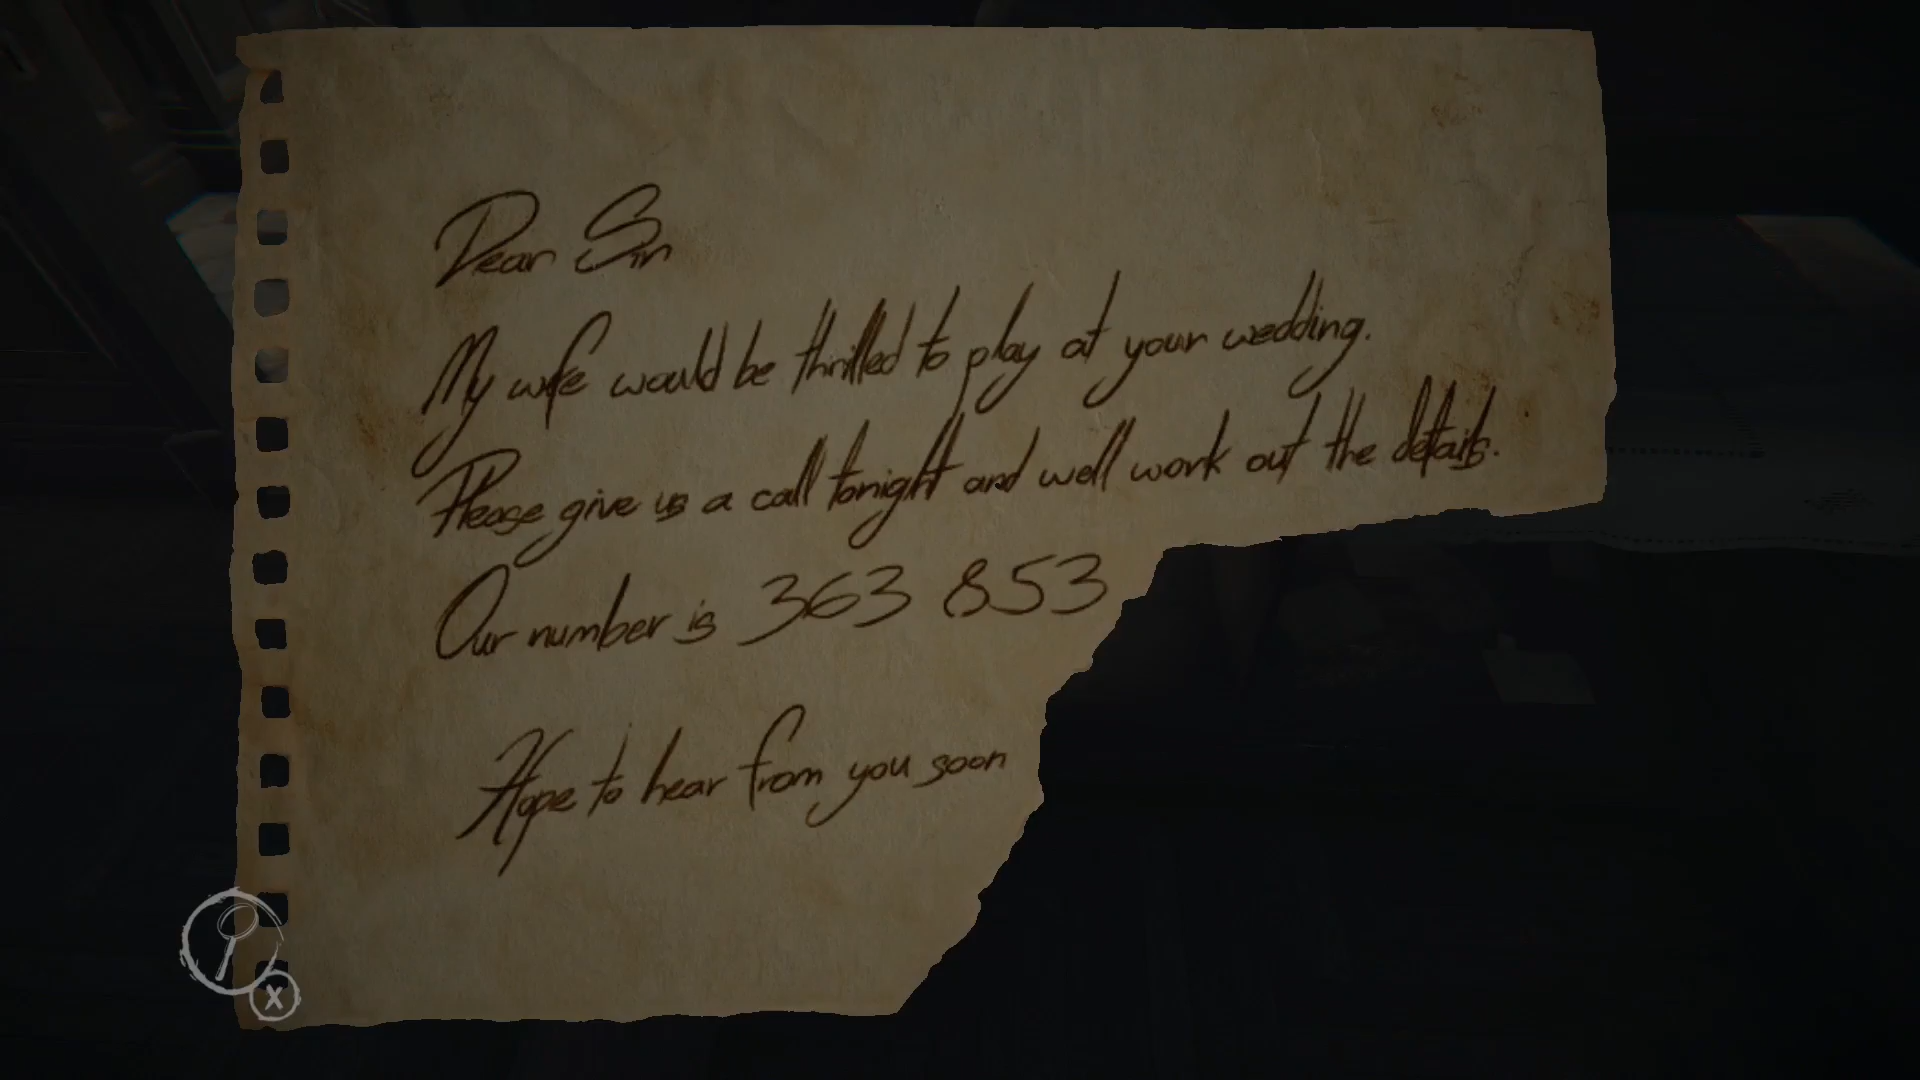 Dear Sir
My wife would be thrilled to play at your wedding.
Please give us a call tonight and well work out the details.
Our number is 363 853
Hope to hear from you soon
X